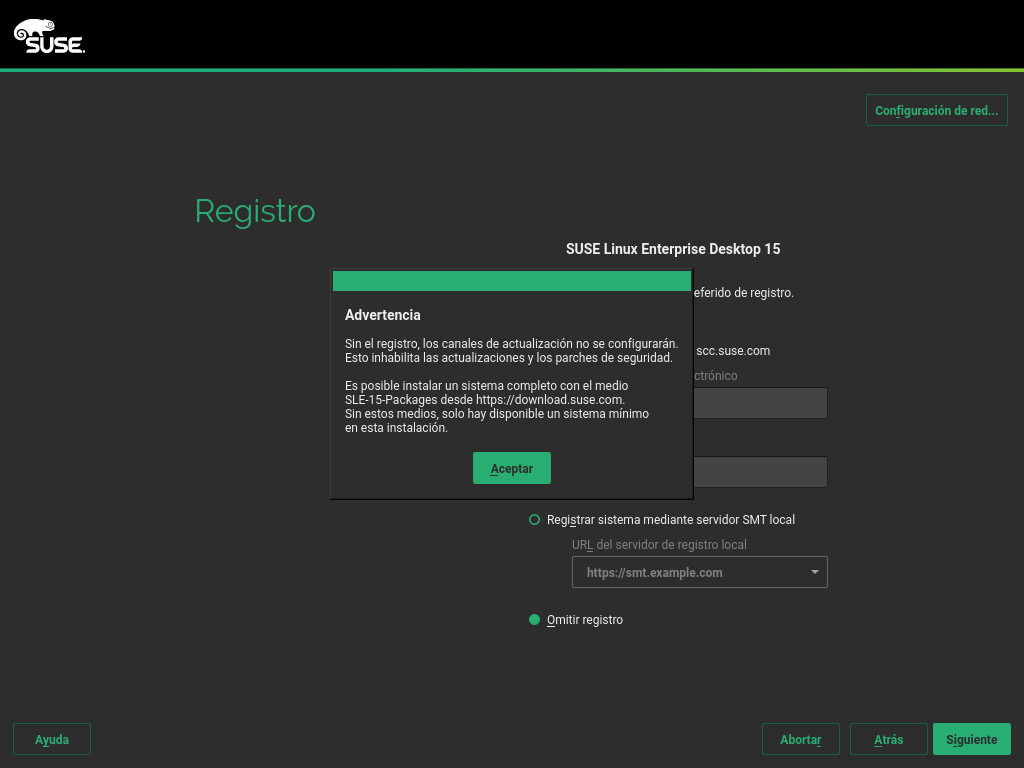 SUSE.
Configuración de red...
Registro
SUSE Linux Enterprise Desktop 15
eferido de registro.
scc.suse.com
ctrónico
Advertencia
Sin el registro, los canales de actualización no se configurarán.
Esto inhabilita las actualizaciones y los parches de seguridad.
Es posible instalar un sistema completo con el medio
SLE-15-Packages desde https://download.suse.com.
Sin estos medios, solo hay disponible un sistema mínimo
en esta instalación.
Aceptar
Registrar sistema mediante servidor SMT local
URL del servidor de registro local
https://smt.example.com
Omitir registro
Ayuda
Abortar
Atrás
Siguiente